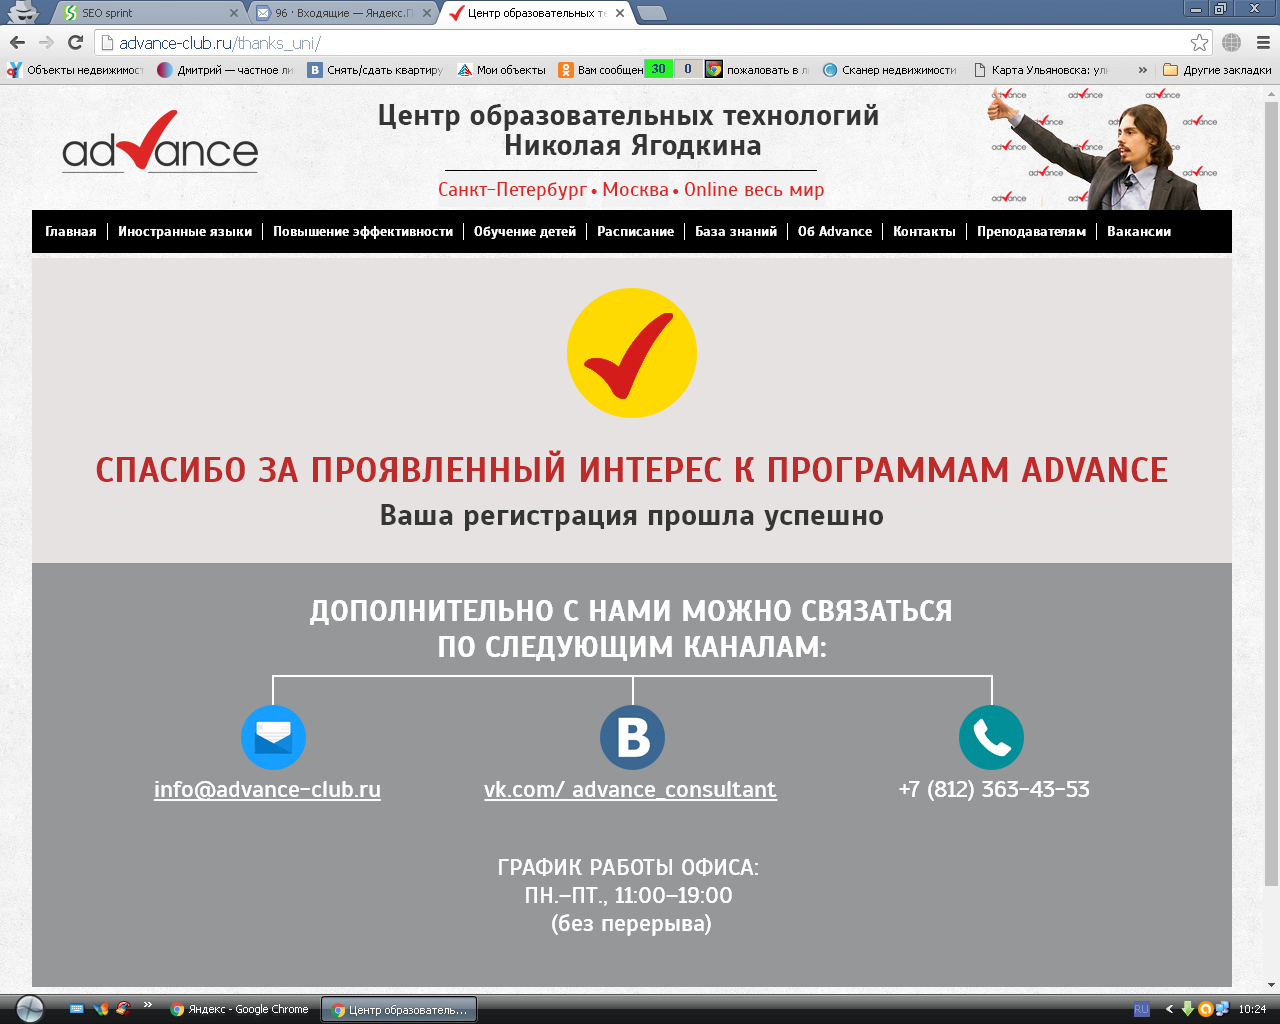 SEO sprint
96 · Входящие — Яндекс.П
Центр образовательных те
advance-club.ru/thanks_uni/
Объекты недвижимост
Дмитрий — частное ли
Снять/сдать квартиру
Мои объекты
Вам сообщен
30
0
пожаловать в л
Сканер недвижимости
Карта Ульяновска: ули
»
Другие закладки
advance
Центр образовательных технологий
Николая Ягодкина
Санкт-Петербург • Москва • Online весь мир
Главная
Иностранные языки
Повышение эффективности
Обучение детей
Расписание
База знаний
Об Advance
Контакты
Преподавателям
Вакансии
СПАСИБО ЗА ПРОЯВЛЕННЫЙ ИНТЕРЕС К ПРОГРАММАМ ADVANCE
Ваша регистрация прошла успешно
ДОПОЛНИТЕЛЬНО С НАМИ МОЖНО СВЯЗАТЬСЯ
ПО СЛЕДУЮЩИМ КАНАЛАМ:
info@advance-club.ru
vk.com/ advance_consultant
+7 (812) 363-43-53
ГРАФИК РАБОТЫ ОФИСА:
ПН.–ПТ., 11:00–19:00
(без перерыва)
Яндекс - Google Chrome
Центр образователь...
RU
10:24